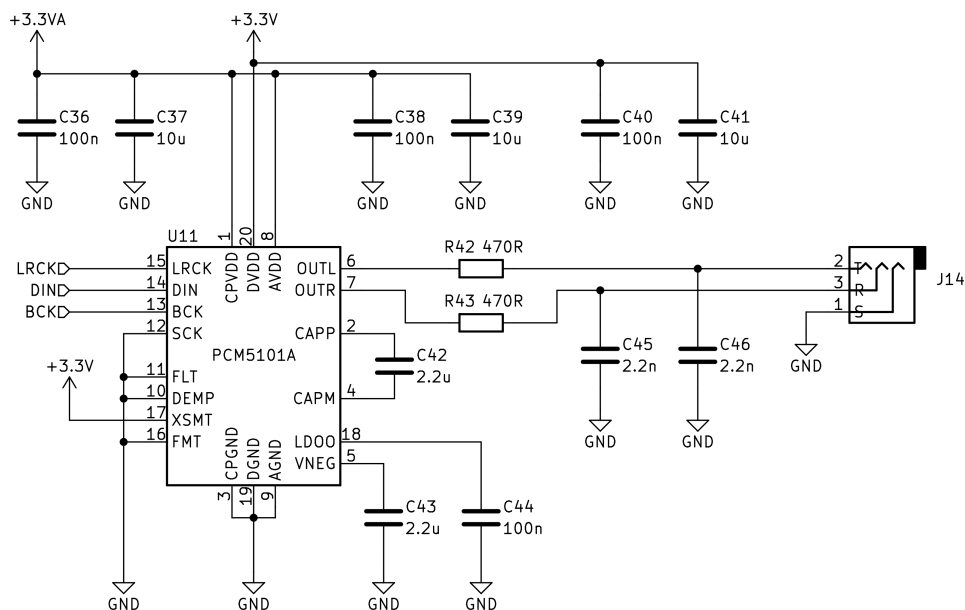 +3.3VA
+3.3V
C36
100n
C37
10u
C38
100n
C39
10u
C40
100n
C41
10u
GND
GND
GND
GND
GND
GND
U11
1
20
8
CPVDD
DVDD
AVDD
LRCK
15
LRCK
DIN
14
DIN
BCK
13
BCK
12
SCK
+3.3V
11
FLT
10
DEMP
17
XSMT
16
FMT
PCM5101A
OUTL
6
OUTR
7
CAPP
2
CAPM
4
LDOO
18
VNEG
5
CPGND
DGND
AGND
3
19
9
R42 470R
R43 470R
C42
2.2u
C45
2.2n
C46
2.2n
2
T
3
R
1
S
J14
GND
GND
GND
C43
2.2u
C44
100n
GND
GND
GND
GND